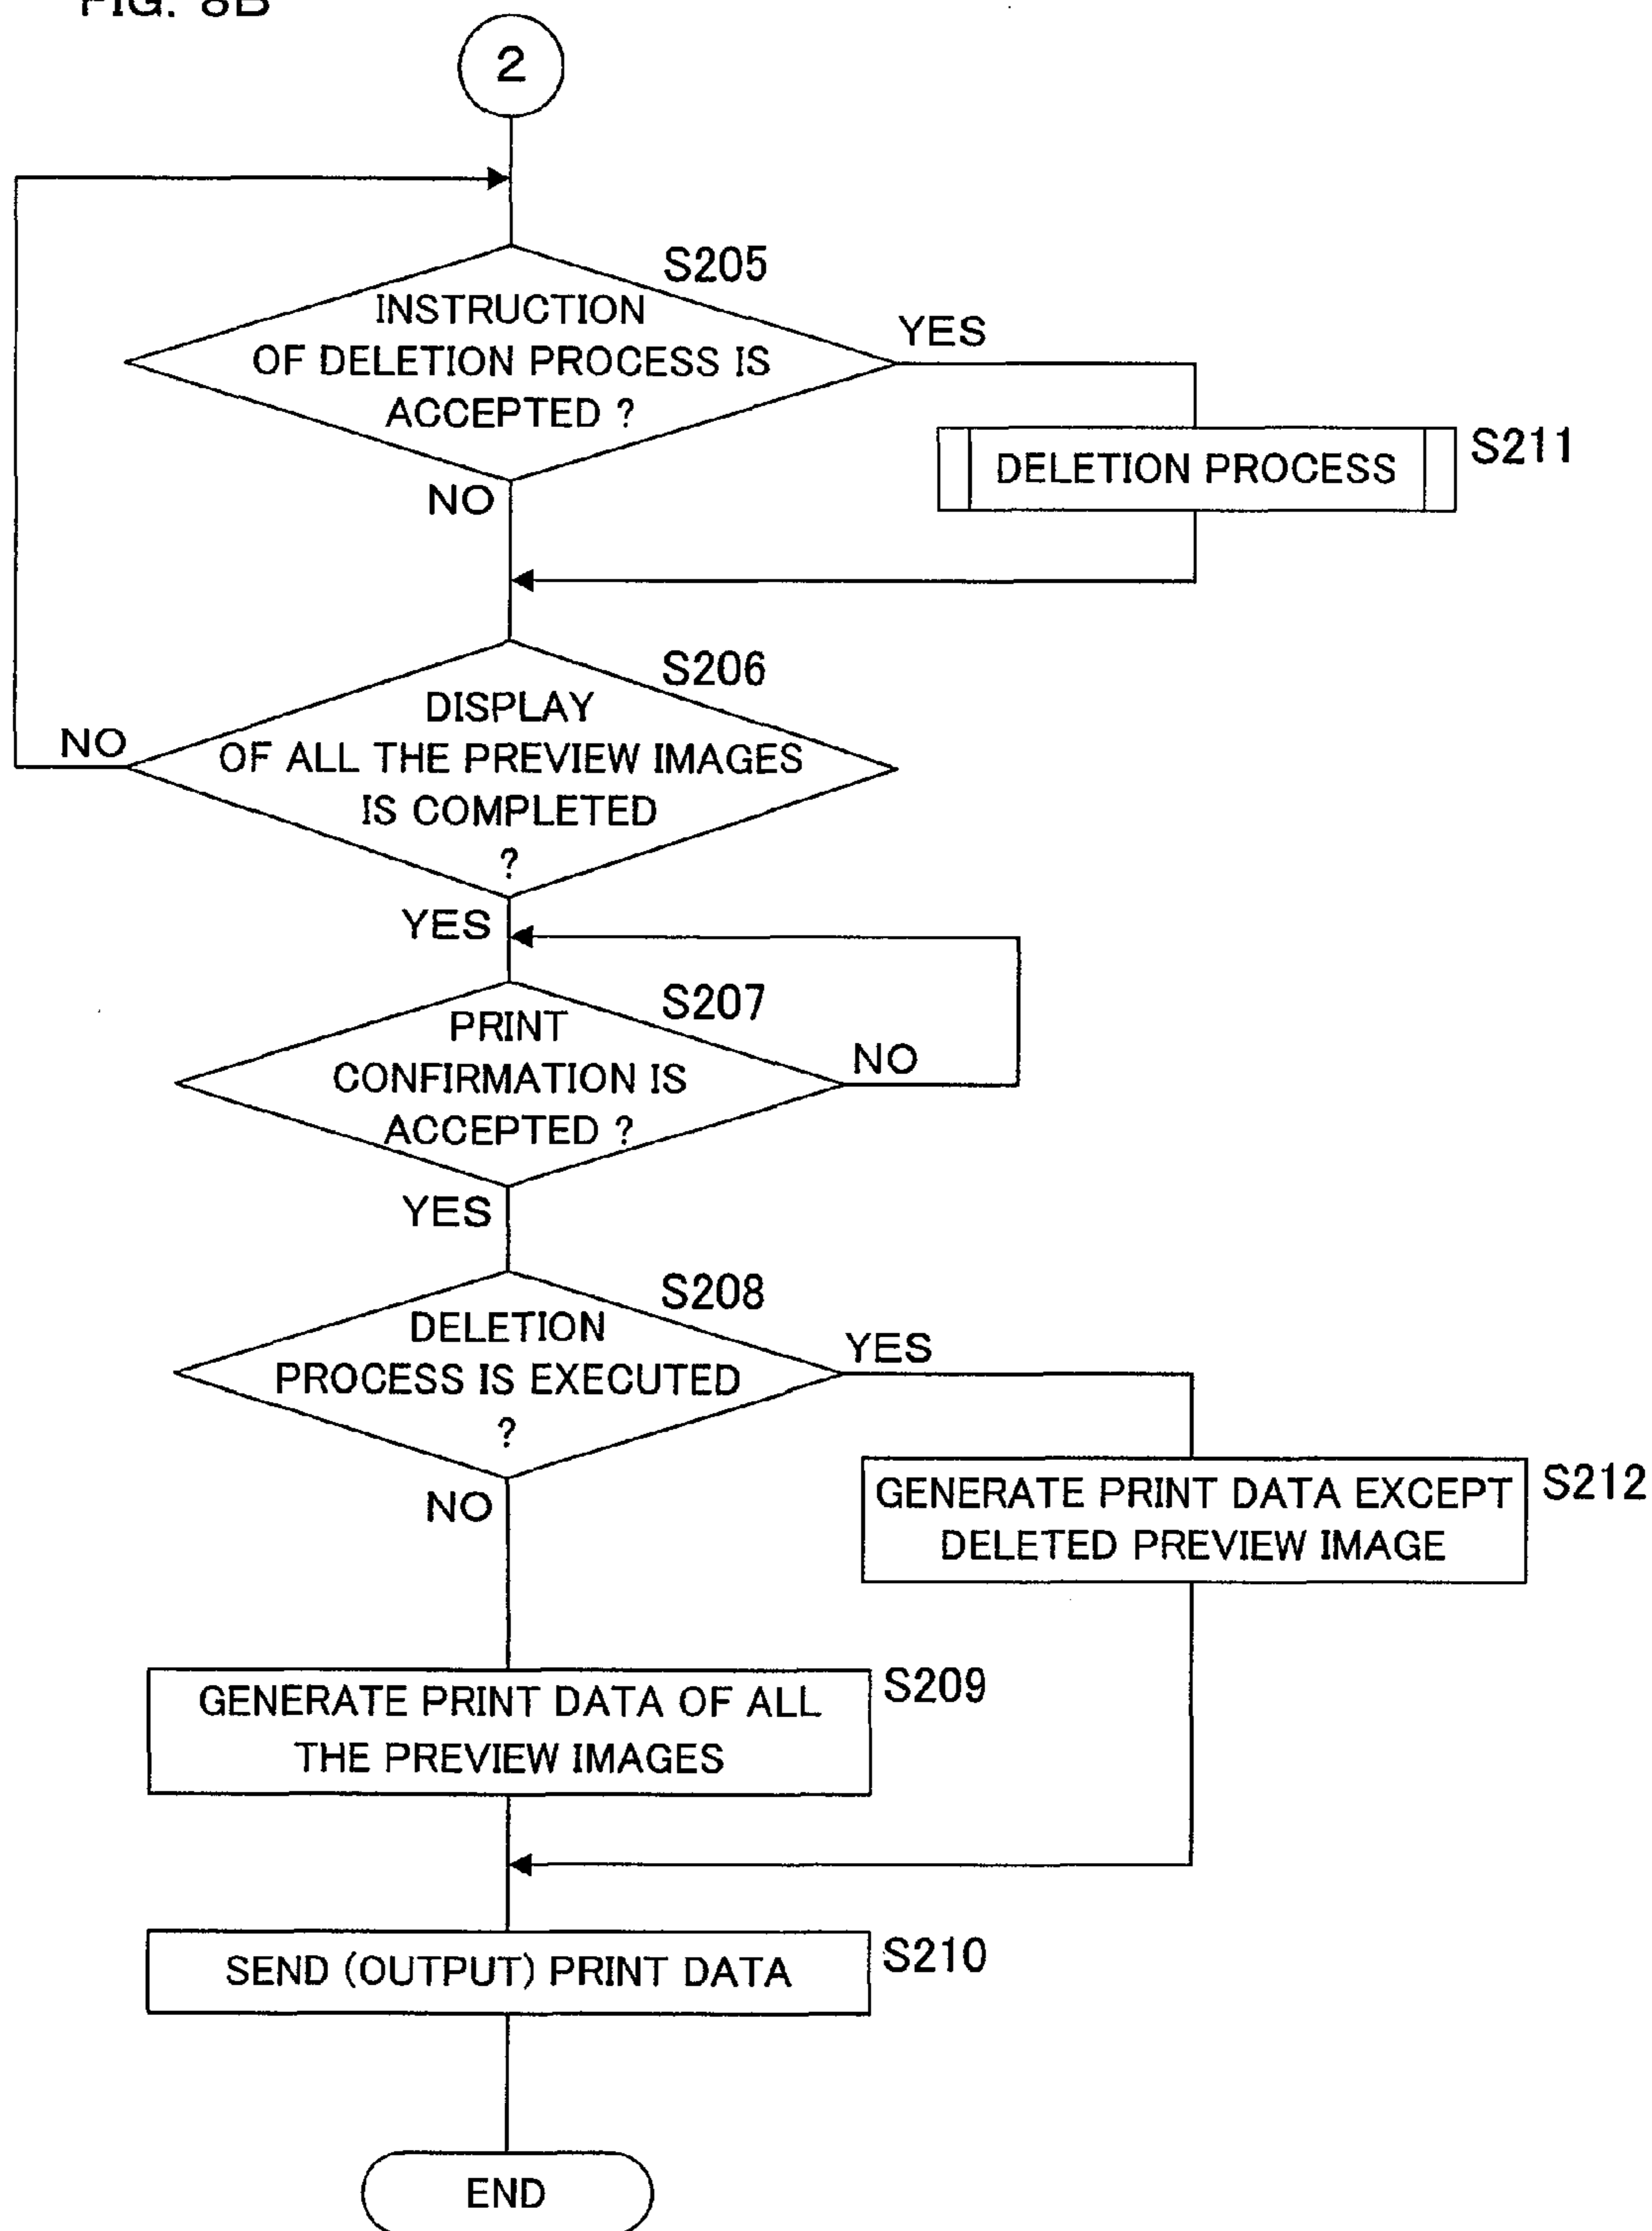 FIG. 8B
2
S205
INSTRUCTION
OF DELETION PROCESS IS
ACCEPTED ?
YES
NO
DELETION PROCESS
S211
S206
DISPLAY
OF ALL THE PREVIEW IMAGES
IS COMPLETED
?
NO
YES
S207
PRINT
CONFIRMATION IS
ACCEPTED ?
NO
YES
S208
DELETION
PROCESS IS EXECUTED
?
YES
NO
GENERATE PRINT DATA EXCEPT
DELETED PREVIEW IMAGE
S212
GENERATE PRINT DATA OF ALL
THE PREVIEW IMAGES
S209
SEND (OUTPUT) PRINT DATA
S210
END